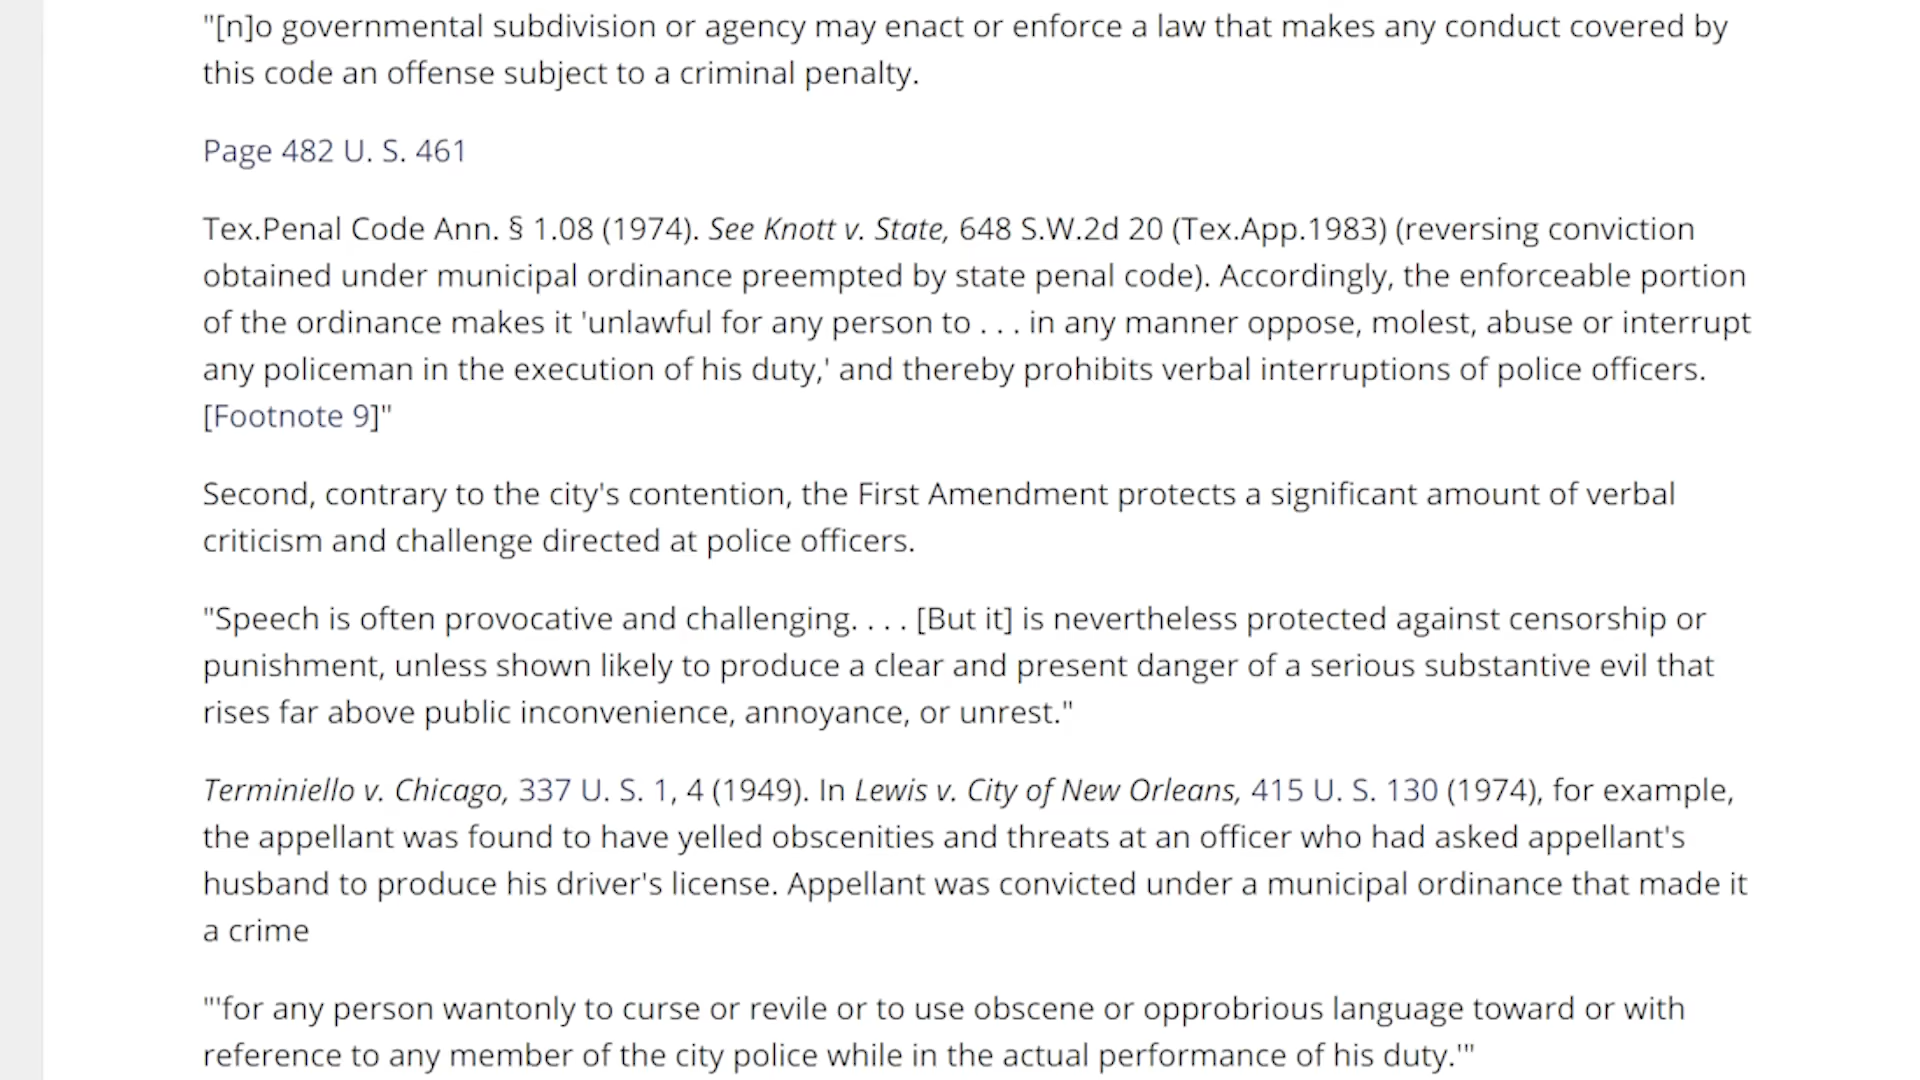 "[n]o governmental subdivision or agency may enact or enforce a law that makes any conduct covered by
this code an offense subject to a criminal penalty.
Page 482 U. S. 461
Tex.Penal Code Ann. § 1.08 (1974). See Knott v. State, 648 S.W.2d 20 (Tex.App.1983) (reversing conviction
obtained under municipal ordinance preempted by state penal code). Accordingly, the enforceable portion
of the ordinance makes it 'unlawful for any person to . . . in any manner oppose, molest, abuse or interrupt
any policeman in the execution of his duty,' and thereby prohibits verbal interruptions of police officers.
[Footnote 9]"
Second, contrary to the city's contention, the First Amendment protects a significant amount of verbal
criticism and challenge directed at police officers.
"Speech is often provocative and challenging. . . . [But it] is nevertheless protected against censorship or
punishment, unless shown likely to produce a clear and present danger of a serious substantive evil that
rises far above public inconvenience, annoyance, or unrest."
Terminiello v. Chicago, 337 U. S. 1, 4 (1949). In Lewis v. City of New Orleans, 415 U. S. 130 (1974), for example,
the appellant was found to have yelled obscenities and threats at an officer who had asked appellant's
husband to produce his driver's license. Appellant was convicted under a municipal ordinance that made it
a crime
"'for any person wantonly to curse or revile or to use obscene or opprobrious language toward or with
reference to any member of the city police while in the actual performance of his duty.'"